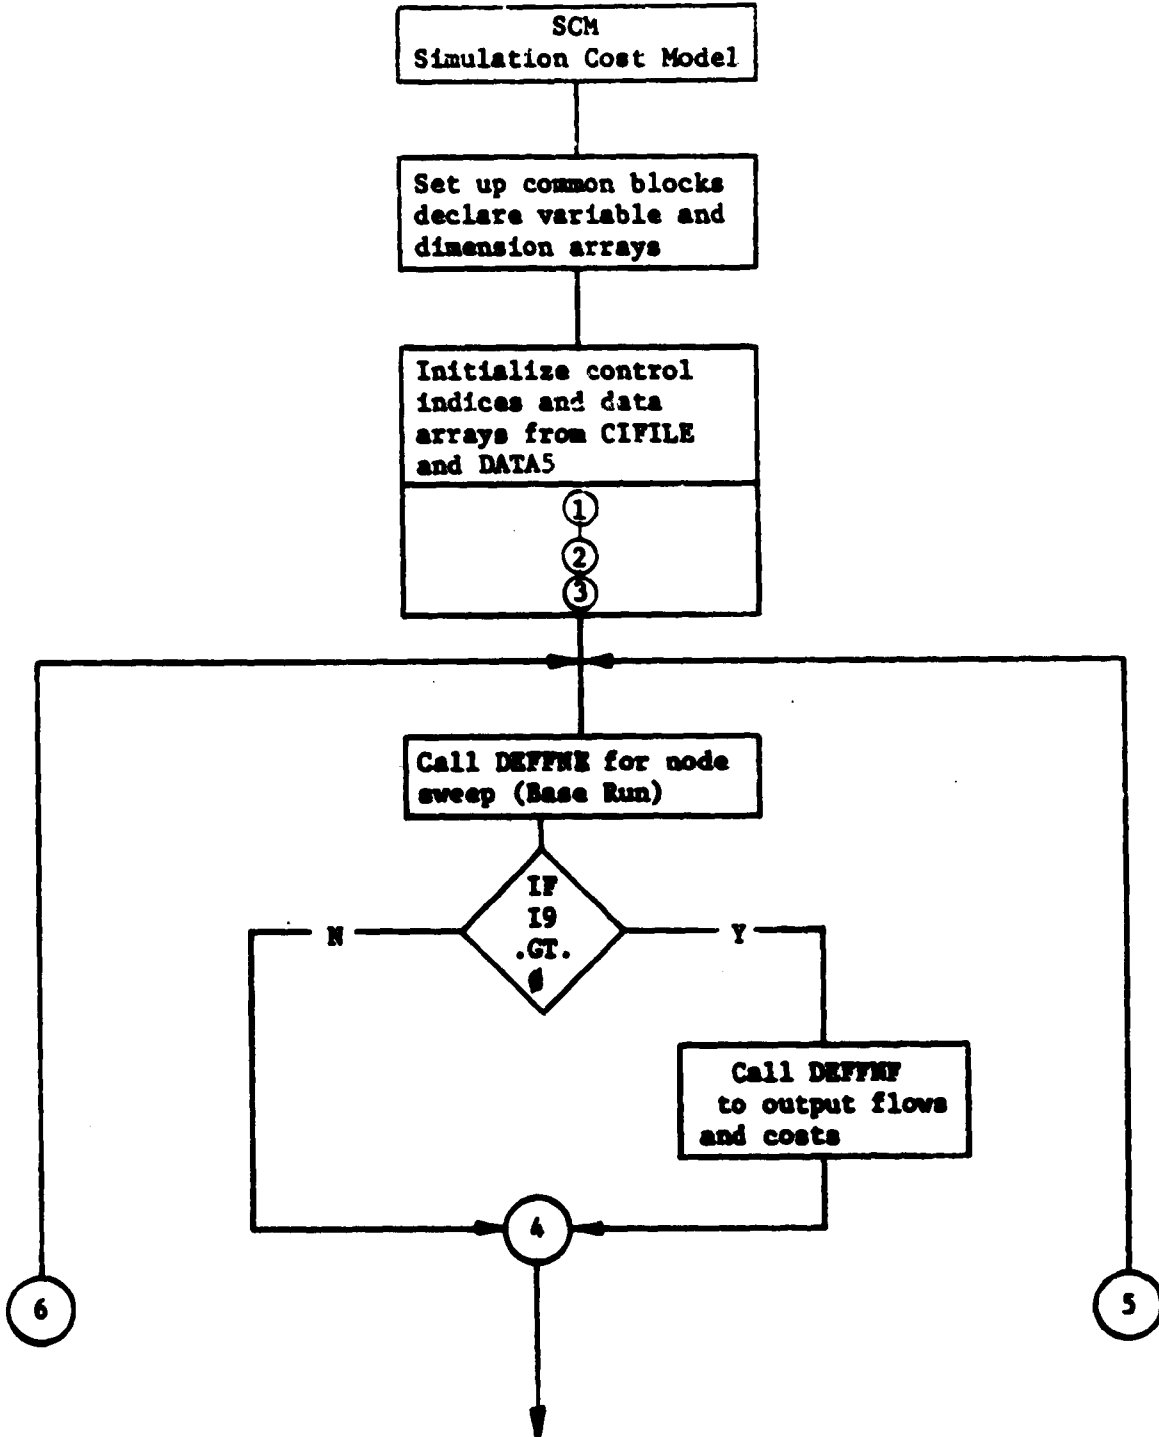 SCM
Simulation Cost Model
Set up common blocks
declare variable and
dimension arrays
Initialize control
indices and data
arrays from CIFILE
and DATA5
1
2
3
Call DEFFNE for node
sweep (Base Run)
IF
I9
.GT.
Ø
N
Y
Call DEFFNF
to output flows
and costs
4
6
5